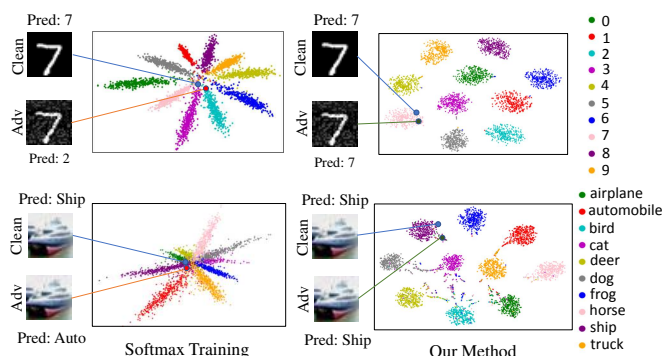 Pred: 7
Clean
Adv
Pred: 2
Pred: 7
Clean
Adv
Pred: 7
0
1
2
3
4
5
6
7
8
9
Pred: Ship
Clean
Adv
Pred: Auto
Softmax Training
Pred: Ship
Clean
Adv
Pred: Ship
Our Method
airplane
automobile
bird
cat
deer
dog
frog
horse
ship
truck